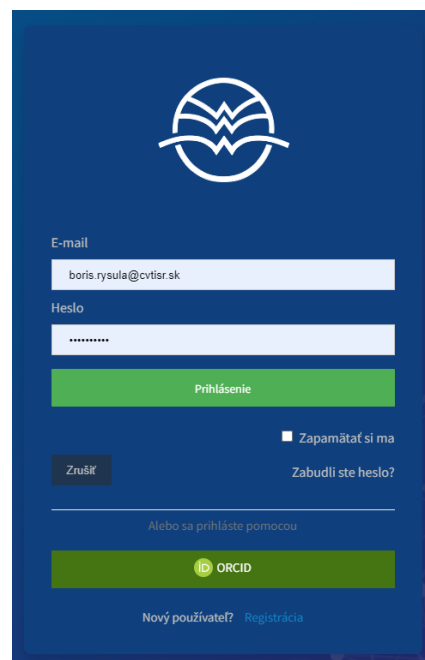 E-mail
boris.rysula@cvtisr.sk
Heslo
••••••••••
Prihlásenie
Zapamätať si ma
Zrušiť
Zabudli ste heslo?
Alebo sa prihláste pomocou
iD ORCID
Nový používateľ? Registrácia